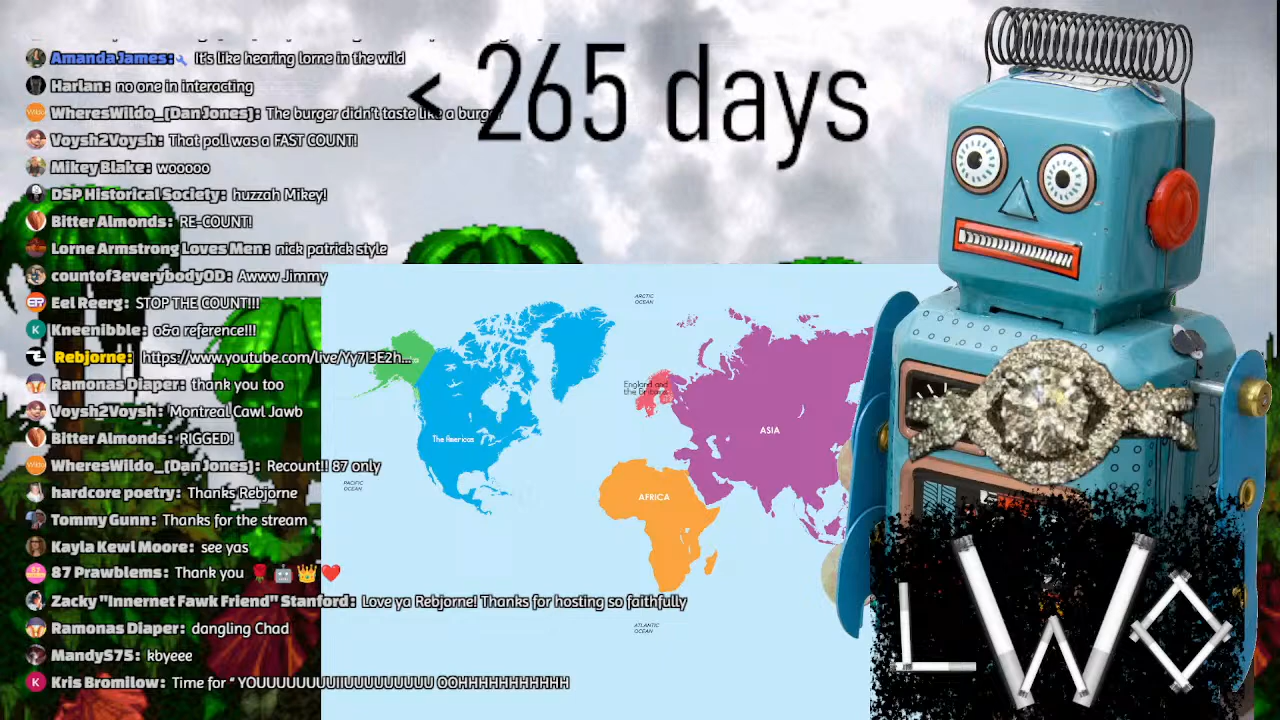 < 265 days
AmandaJames: It's like hearing lorne in the wild
Harlan: no one in interacting
WheresWildo_(Dan Jones): The burger didn't taste like a burger
Voysh2Voysh: That poll was a FAST COUNT!
Mikey Blake: wooooo
DSP Historical Society: huzzah Mikey!
Bitter Almonds: RE-COUNT!
Lorne Armstrong Loves Men: nick patrick style
countof3everybodyOD: Awww Jimmy
Eel Reerg: STOP THE COUNT!!!
Kneenibble: o&a reference!!!
Rebjorne: https://www.youtube.com/live/Yy7I3E2h...
Ramonas Diaper: thank you too
Voysh2Voysh: Montreal Cawl Jawb
Bitter Almonds: RIGGED!
WheresWildo_(Dan Jones): Recount!! 87 only
hardcore poetry: Thanks Rebjorne
Tommy Gunn: Thanks for the stream
Kayla Kewl Moore: see yas
87 Prawblems: Thank you 🌹🤖👑❤️
Zacky "Innernet Fawk Friend" Stanford: Love ya Rebjorne! Thanks for hosting so faithfully
Ramonas Diaper: dangling Chad
MandyS75: kbyeee
Kris Bromilow: Time for " YOUUUUUUUUIIUUUUUUUUU OOHHHHHHHHHHH
ARCTIC
OCEAN
England and
the Britains
The Americas
ASIA
AFRICA
PACIFIC
OCEAN
ATLANTIC
OCEAN
LWO